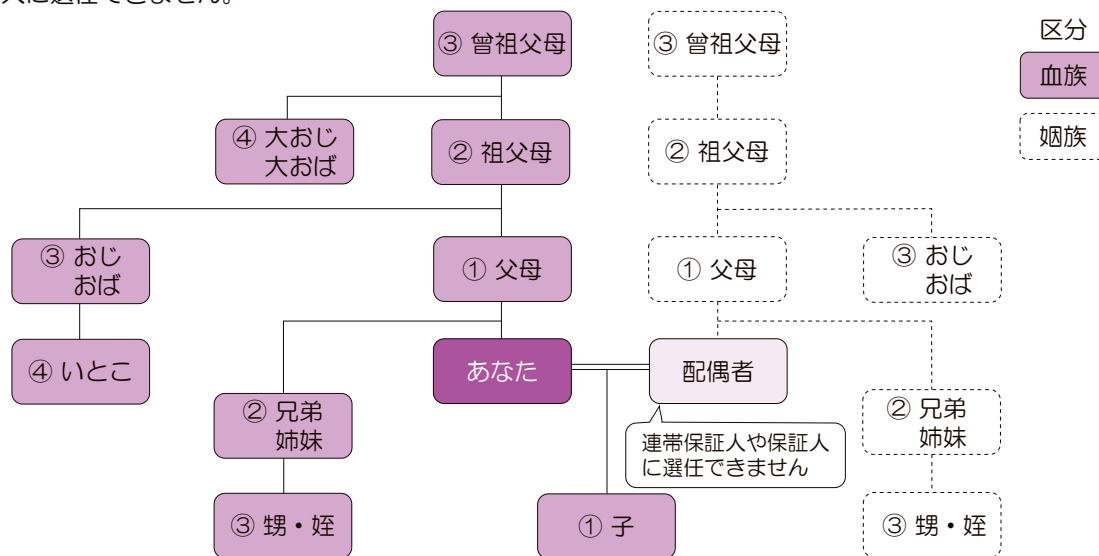 人に選任できません。
③ 曾祖父母
③ 曾祖父母
区分
血族
④ 大おじ
大おば
② 祖父母
② 祖父母
姻族
③ おじ
おば
① 父母
① 父母
③ おじ
おば
④ いとこ
あなた
配偶者
② 兄弟
姉妹
連帯保証人や保証人
に選任できません
② 兄弟
姉妹
③ 甥・姪
① 子
③ 甥・姪